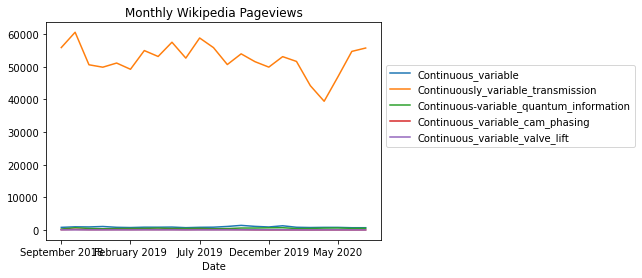 Monthly Wikipedia Pageviews
60000
50000
40000
30000
20000
10000
0
September 2018 February 2019 July 2019 December 2019 May 2020
Date
Continuous_variable
Continuously_variable_transmission
Continuous-variable_quantum_information
Continuous_variable_cam_phasing
Continuous_variable_valve_lift